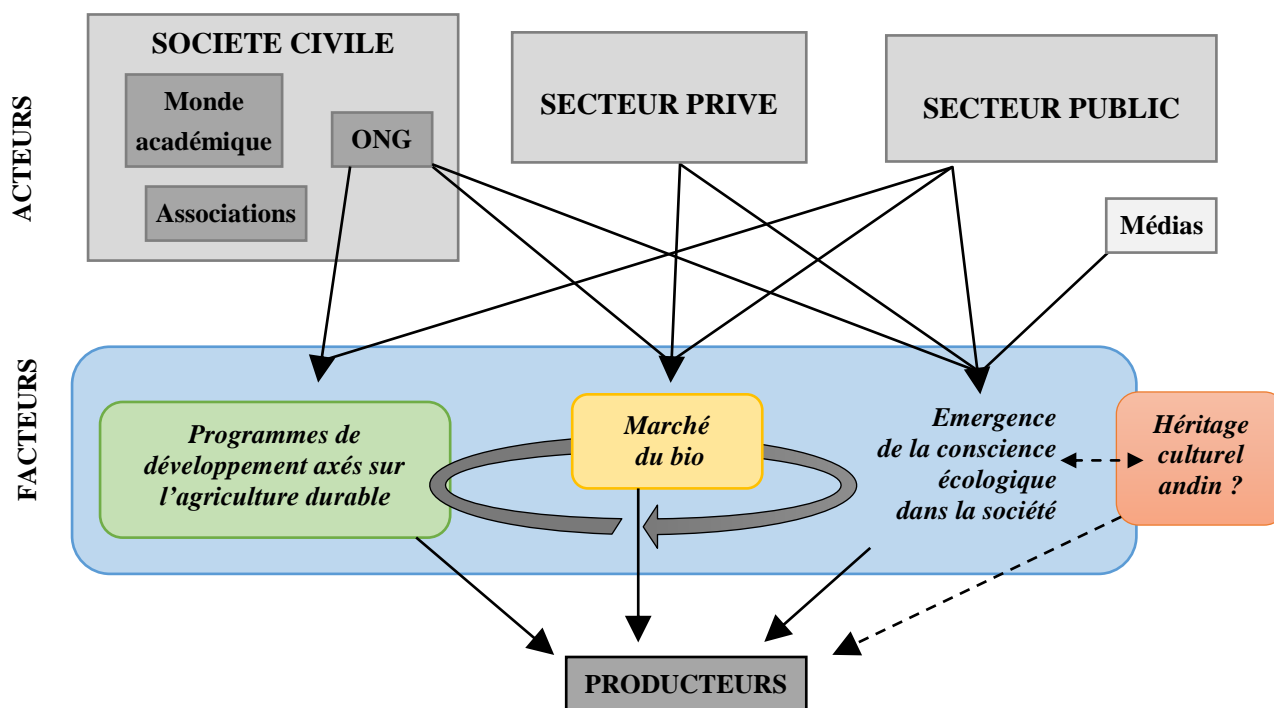 ACTEURS
SOCIETE CIVILE
Monde
académique
ONG
Associations
SECTEUR PRIVE
SECTEUR PUBLIC
Médias
FACTEURS
Programmes de
développement axés sur
l’agriculture durable
Marché
du bio
Emergence
de la conscience
écologique
dans la société
Héritage
culturel
andin ?
PRODUCTEURS